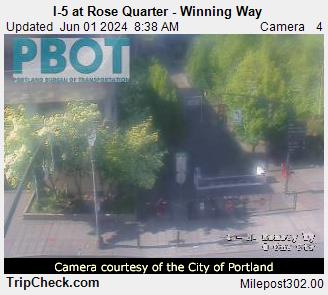 I-5 at Rose Quarter - Winning Way
Updated  Jun 01 2024  8:38 AM
Camera   4
PBOT
PORTLAND BUREAU OF TRANSPORTATION
Camera courtesy of the City of Portland
TripCheck.com
Milepost302.00